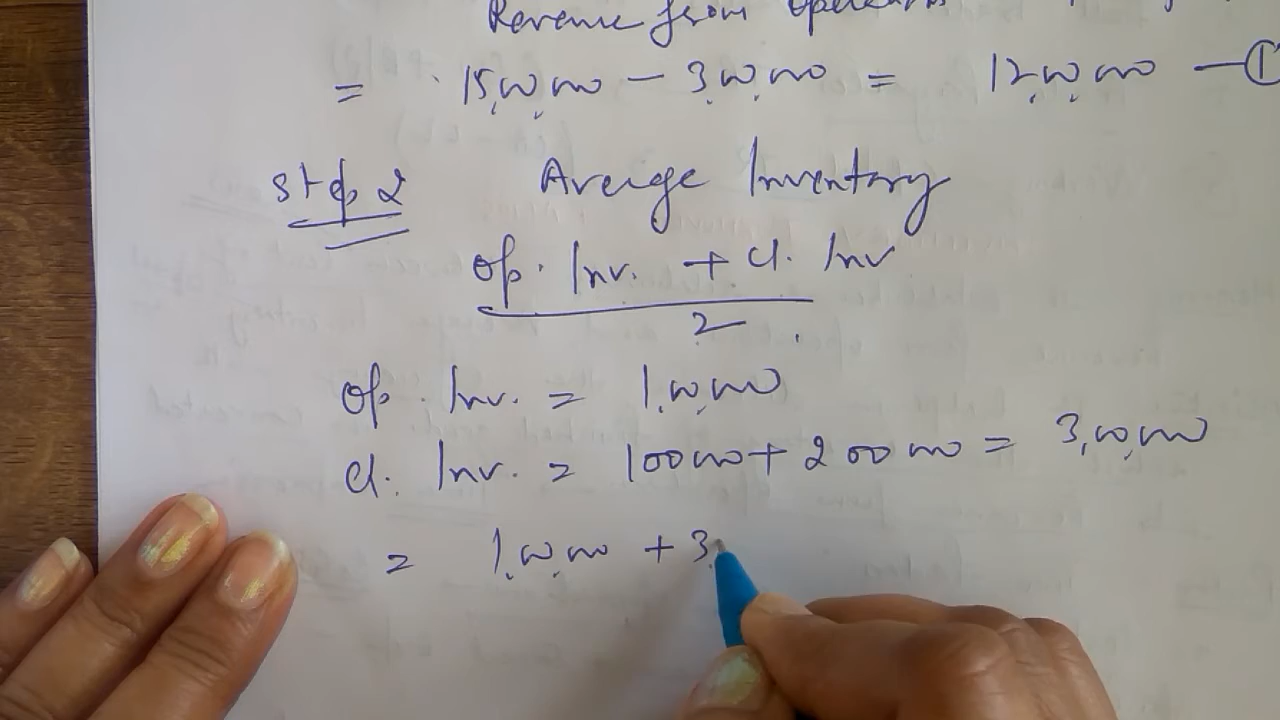 Revenue from Operations
= 15,00,000 - 3,00,000 = 12,00,000 - ①
Step 2 Average Inventory
Op. Inv. + Cl. Inv
2
Op. Inv. = 1,00,000
Cl. Inv. = 100000 + 200000 = 3,00,000
= 1,00,000 + 3